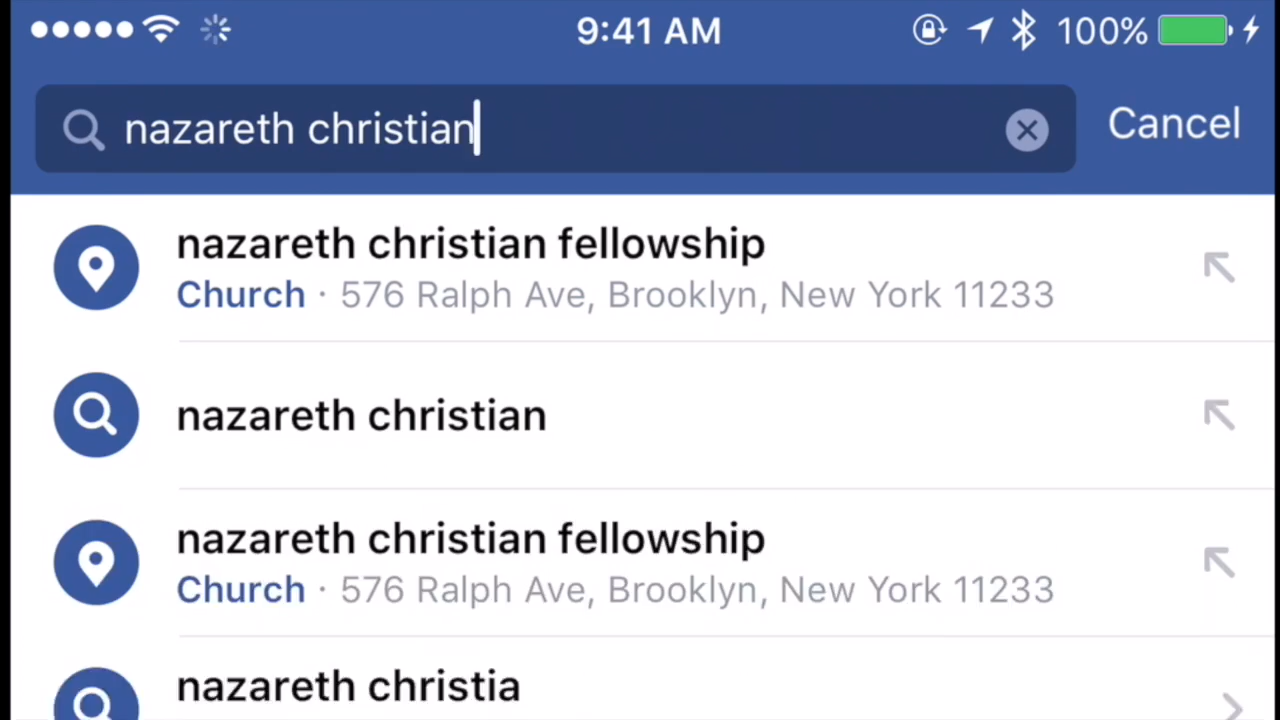 9:41 AM 100%
nazareth christian Cancel
nazareth christian fellowship
Church · 576 Ralph Ave, Brooklyn, New York 11233
nazareth christian
nazareth christian fellowship
Church · 576 Ralph Ave, Brooklyn, New York 11233
nazareth christia